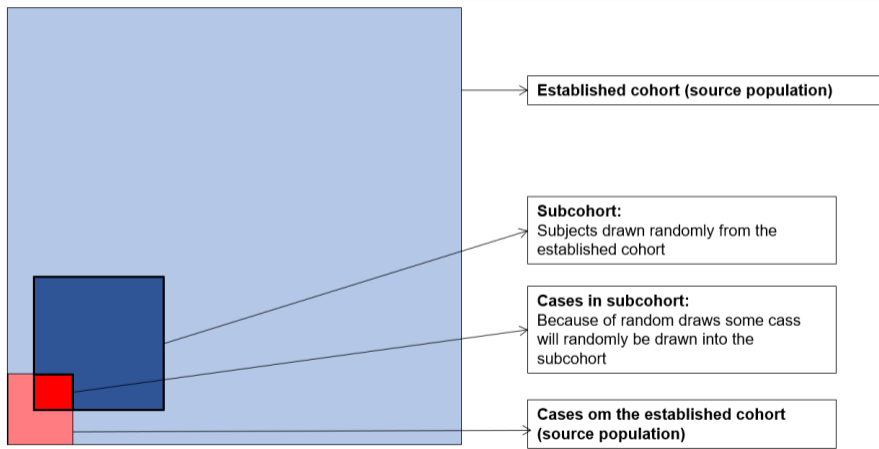 Established cohort (source population)
Subcohort:
Subjects drawn randomly from the
established cohort
Cases in subcohort:
Because of random draws some cass
will randomly be drawn into the
subcohort
Cases om the established cohort
(source population)